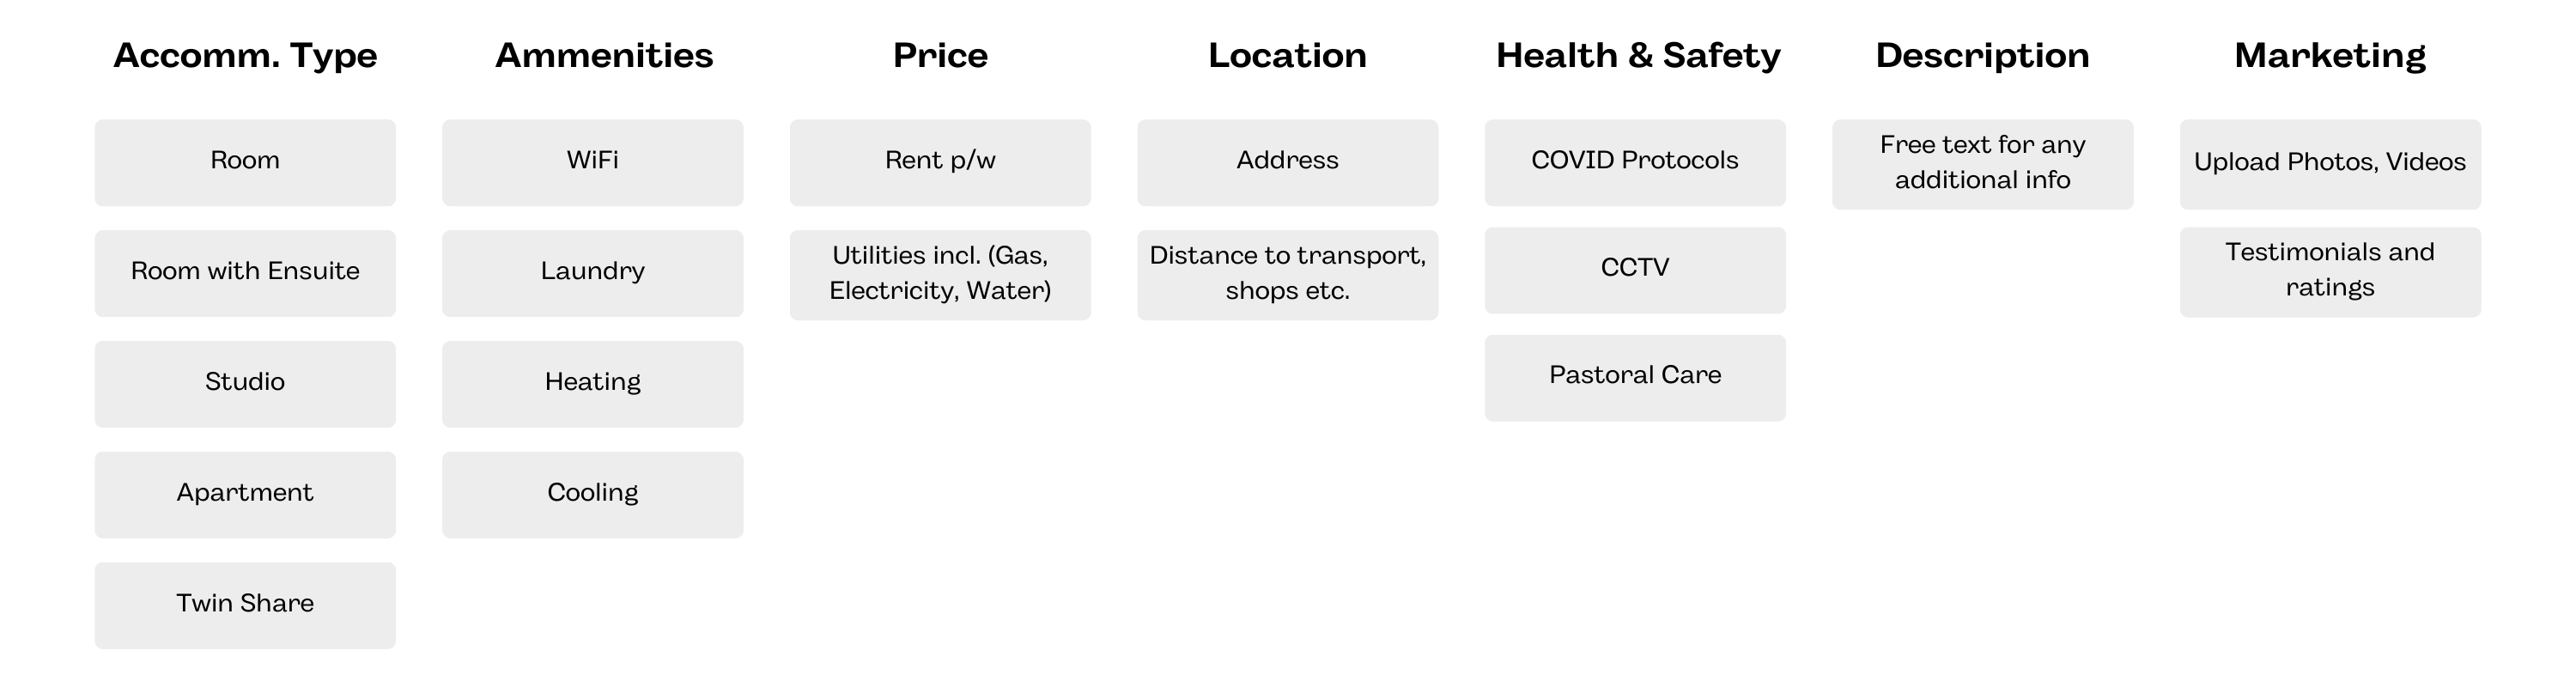 Accomm. Type
Room
Room with Ensuite
Studio
Apartment
Twin Share
Ammenities
WiFi
Laundry
Heating
Cooling
Price
Rent p/w
Utilities incl. (Gas,
Electricity, Water)
Location
Address
Distance to transport,
shops etc.
Health & Safety
COVID Protocols
CCTV
Pastoral Care
Description
Free text for any
additional info
Marketing
Upload Photos, Videos
Testimonials and
ratings